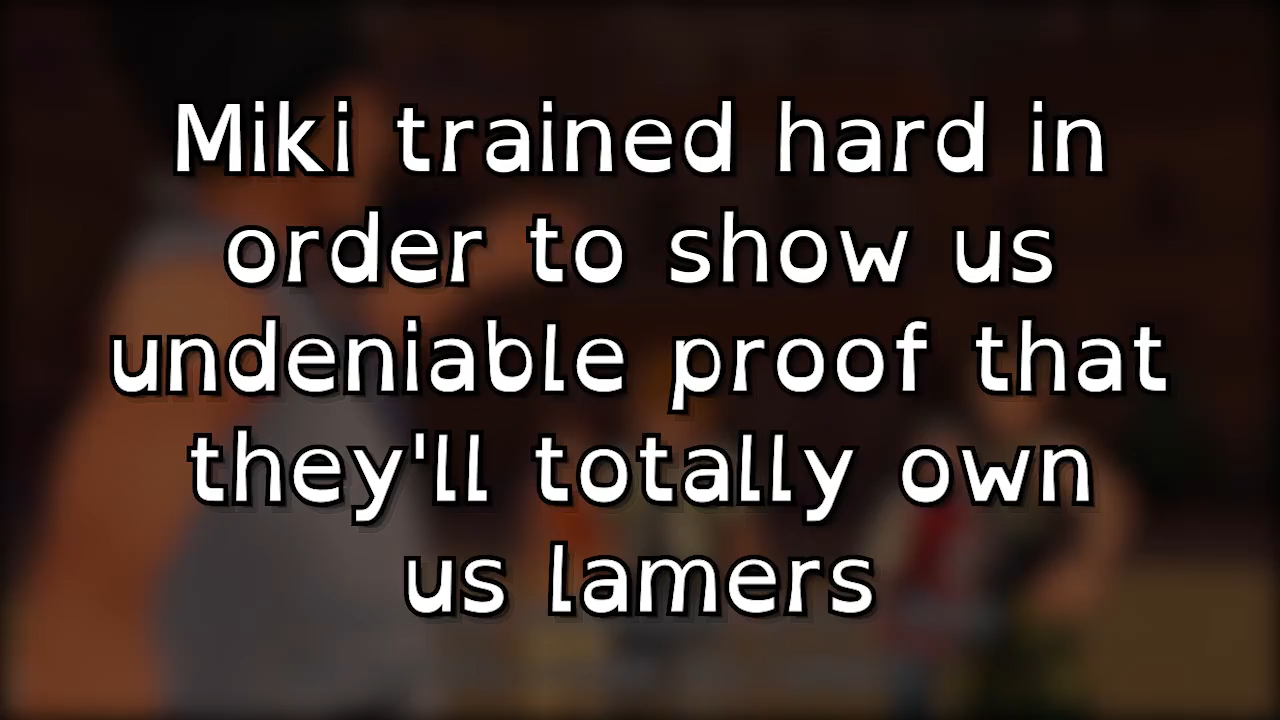 Miki trained hard in
order to show us
undeniable proof that
they'll totally own
us lamers